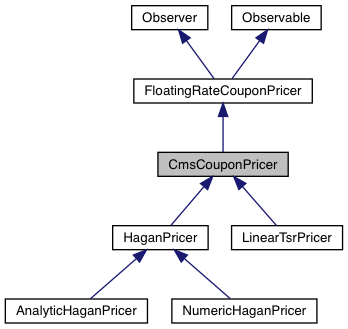 Observer
Observable
FloatingRateCouponPricer
CmsCouponPricer
HaganPricer
LinearTsrPricer
AnalyticHaganPricer
NumericHaganPricer